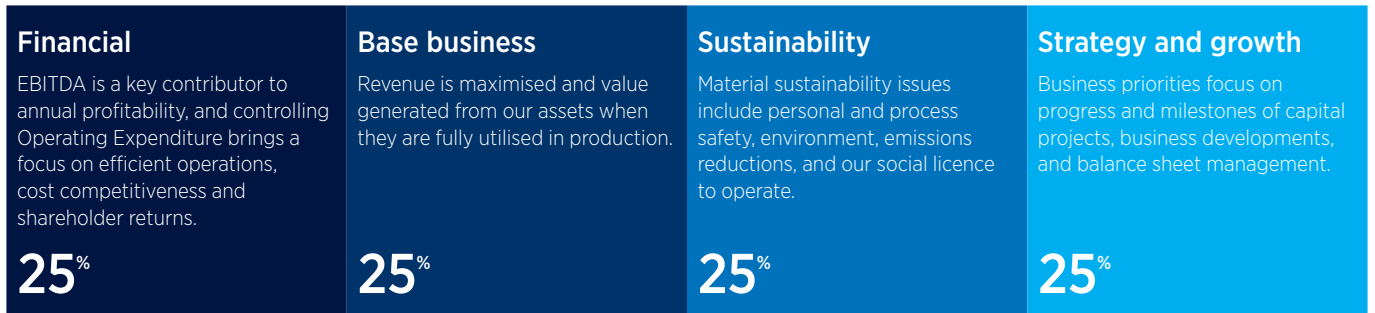 Financial
EBITDA is a key contributor to
annual profitability, and controlling
Operating Expenditure brings a
focus on efficient operations,
cost competitiveness and
shareholder returns.
25%
Base business
Revenue is maximised and value
generated from our assets when
they are fully utilised in production.
25%
Sustainability
Material sustainability issues
include personal and process
safety, environment, emissions
reductions, and our social licence
to operate.
25%
Strategy and growth
Business priorities focus on
progress and milestones of capital
projects, business developments,
and balance sheet management.
25%